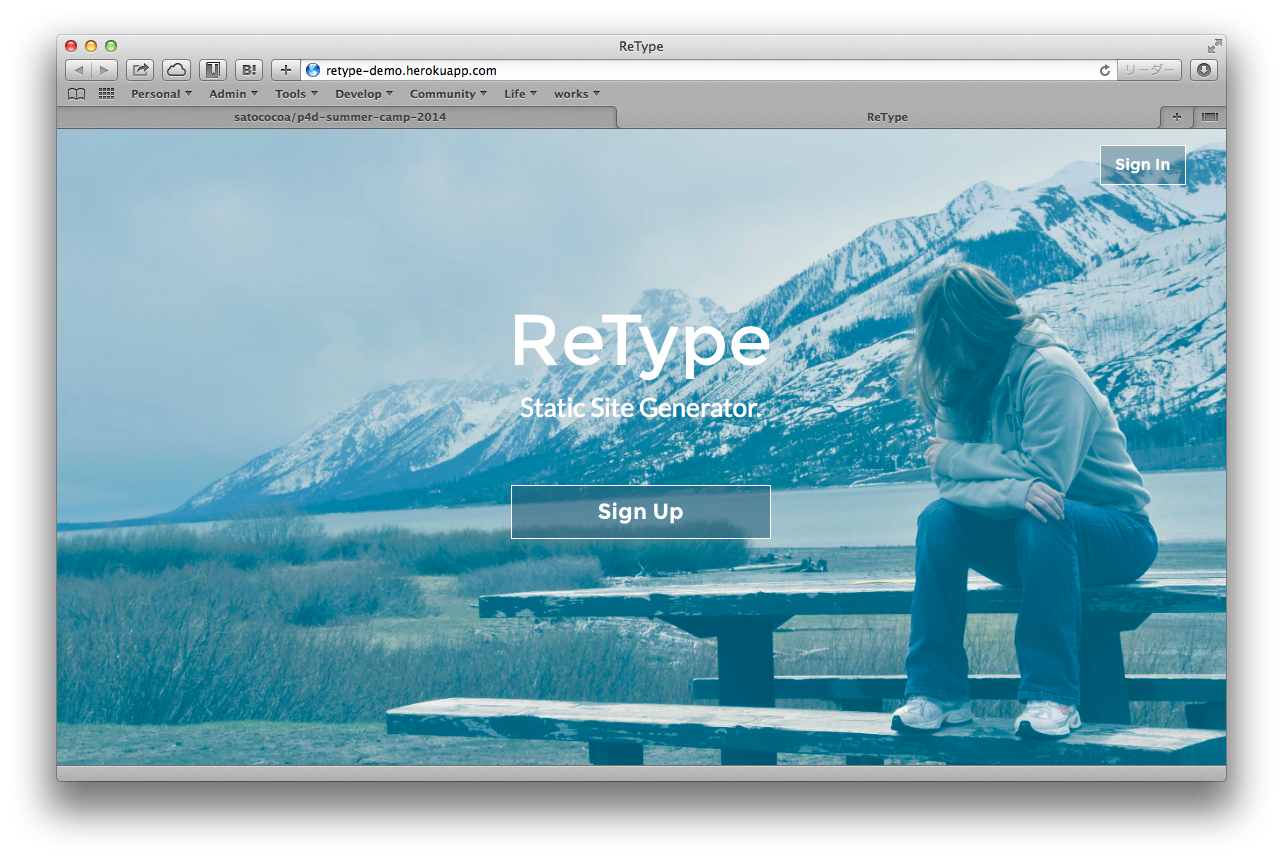 ReType
B!
retype-demo.herokuapp.com
リーダー
Personal Admin Tools Develop Community Life works
satococoa/p4d-summer-camp-2014
ReType
Sign In
ReType
Static Site Generator.
Sign Up